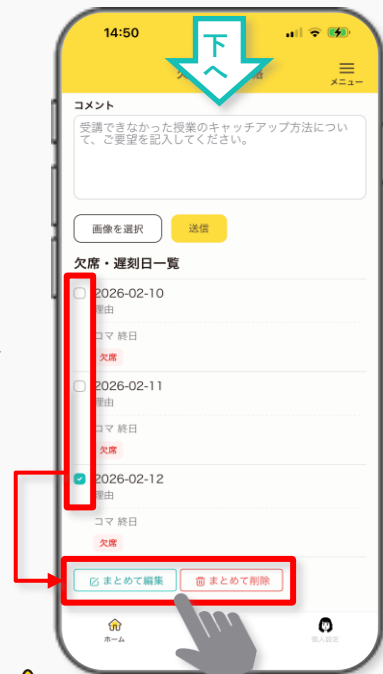 14:50
下
へ
メニュー
コメント
受講できなかった授業のキャッチアップ方法につい
て、ご要望を記入してください。
画像を選択
送信
欠席・遅刻日一覧
2026-02-10
理由
コマ 終日
欠席
2026-02-11
理由
コマ 終日
欠席
2026-02-12
理由
コマ 終日
欠席
まとめて編集
まとめて削除
ホーム
個人設定